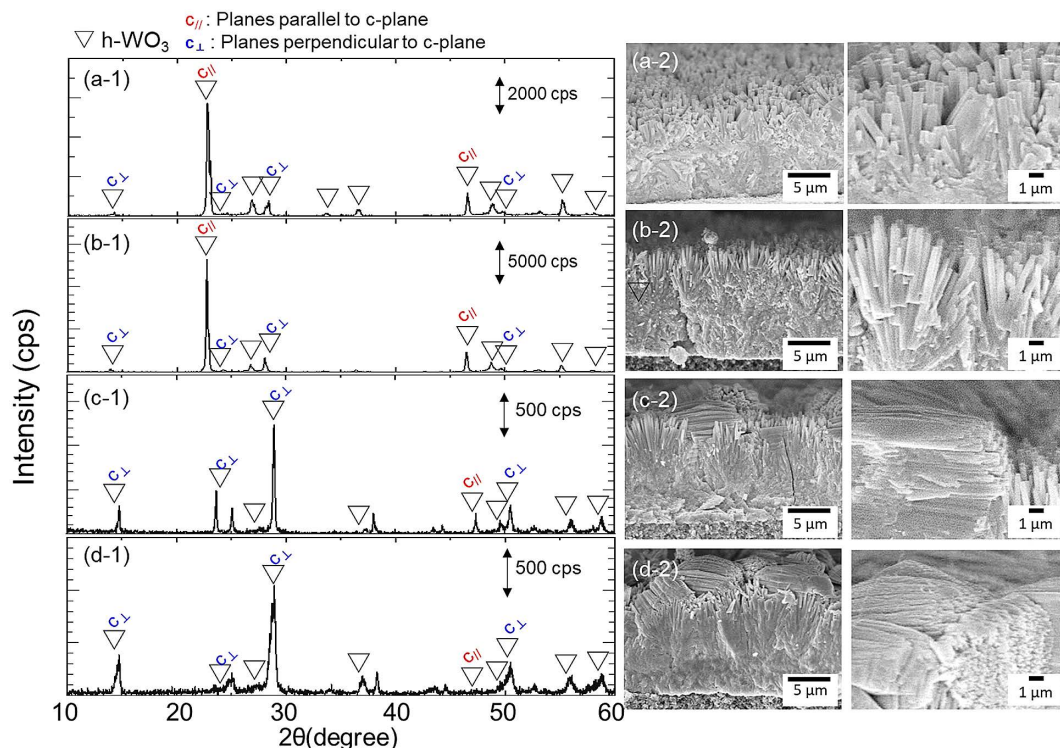 c// : Planes parallel to c-plane
▽ h-WO₃ c⊥ : Planes perpendicular to c-plane
(a-1)
c//
2000 cps
c⊥
c⊥
c⊥
c//
c⊥
(b-1)
c//
5000 cps
c⊥
c⊥
c⊥
c//
c⊥
(c-1)
c⊥
500 cps
c⊥
c⊥
c//
c⊥
(d-1)
c⊥
500 cps
c⊥
c⊥
c//
c⊥
Intensity (cps)
10 20 30 40 50 60
2θ(degree)
(a-2)
5 μm
1 μm
(b-2)
5 μm
1 μm
(c-2)
5 μm
1 μm
(d-2)
5 μm
1 μm